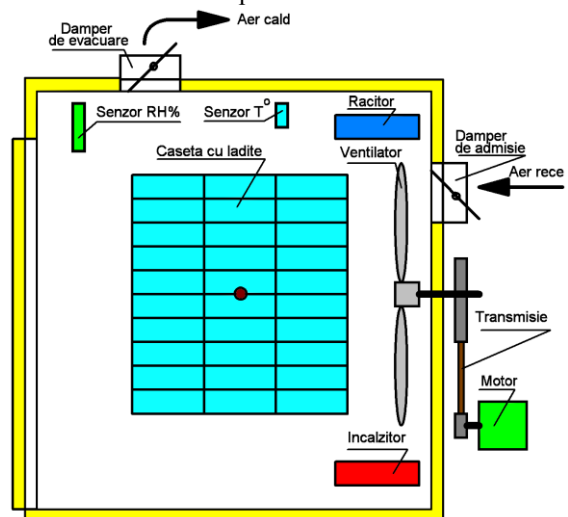 Damper
de evacuare
Aer cald
Senzor RH%
Senzor T°
Racitor
Damper
de admisie
Caseta cu ladite
Ventilator
Aer rece
Transmisie
Motor
Incalzitor